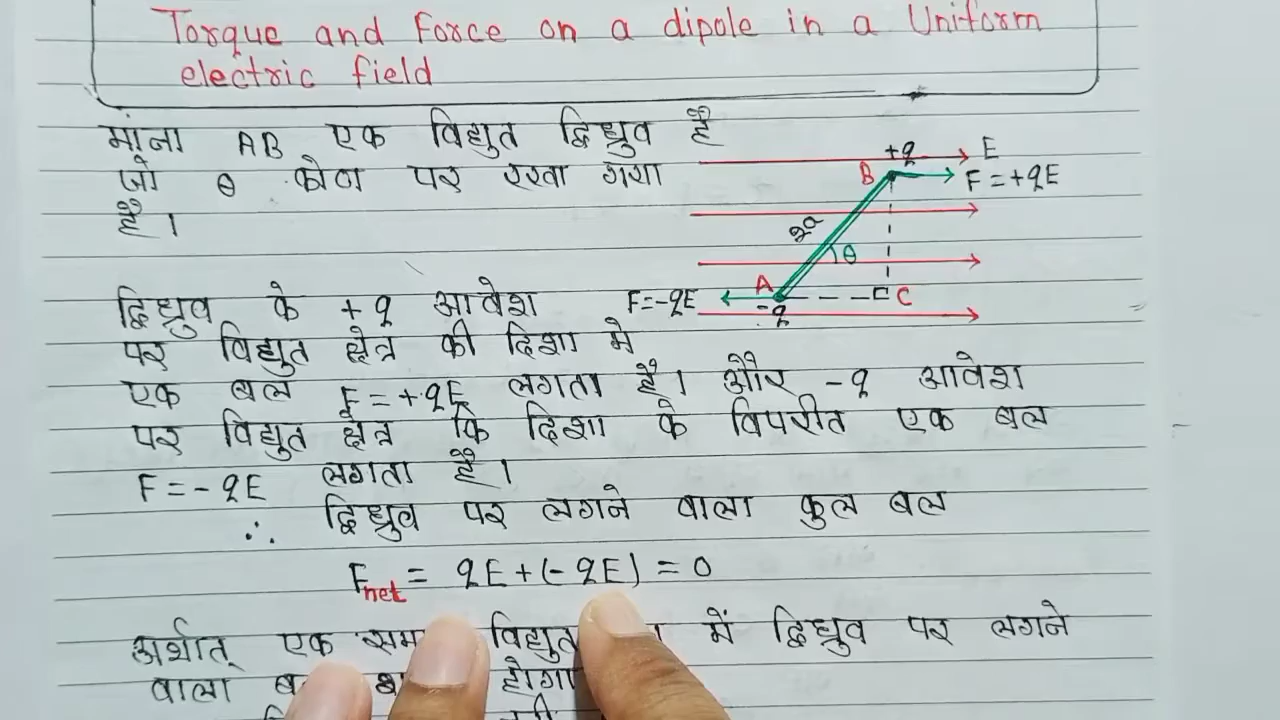 Torque and Force on a dipole in a Uniform
electric field
मांना AB एक विद्युत द्विध्रुव है
जो θ कोण पर रखा गया
है।
+q
E
B
F = +qE
2a
θ
A
F=-qE
C
-q
द्विध्रुव के +q आवेश
पर विद्युत क्षेत्र की दिशा मे
एक बल F = +qE लगता है। और -q आवेश
पर विद्युत क्षेत्र कि दिशा के विपरीत एक बल
F = -qE लगता है।
∴ द्विध्रुव पर लगने वाला कुल बल
Fnet = qE+(-qE) = 0
अर्थात् एक विद्युत में द्विध्रुव पर लगने
वाला होगा